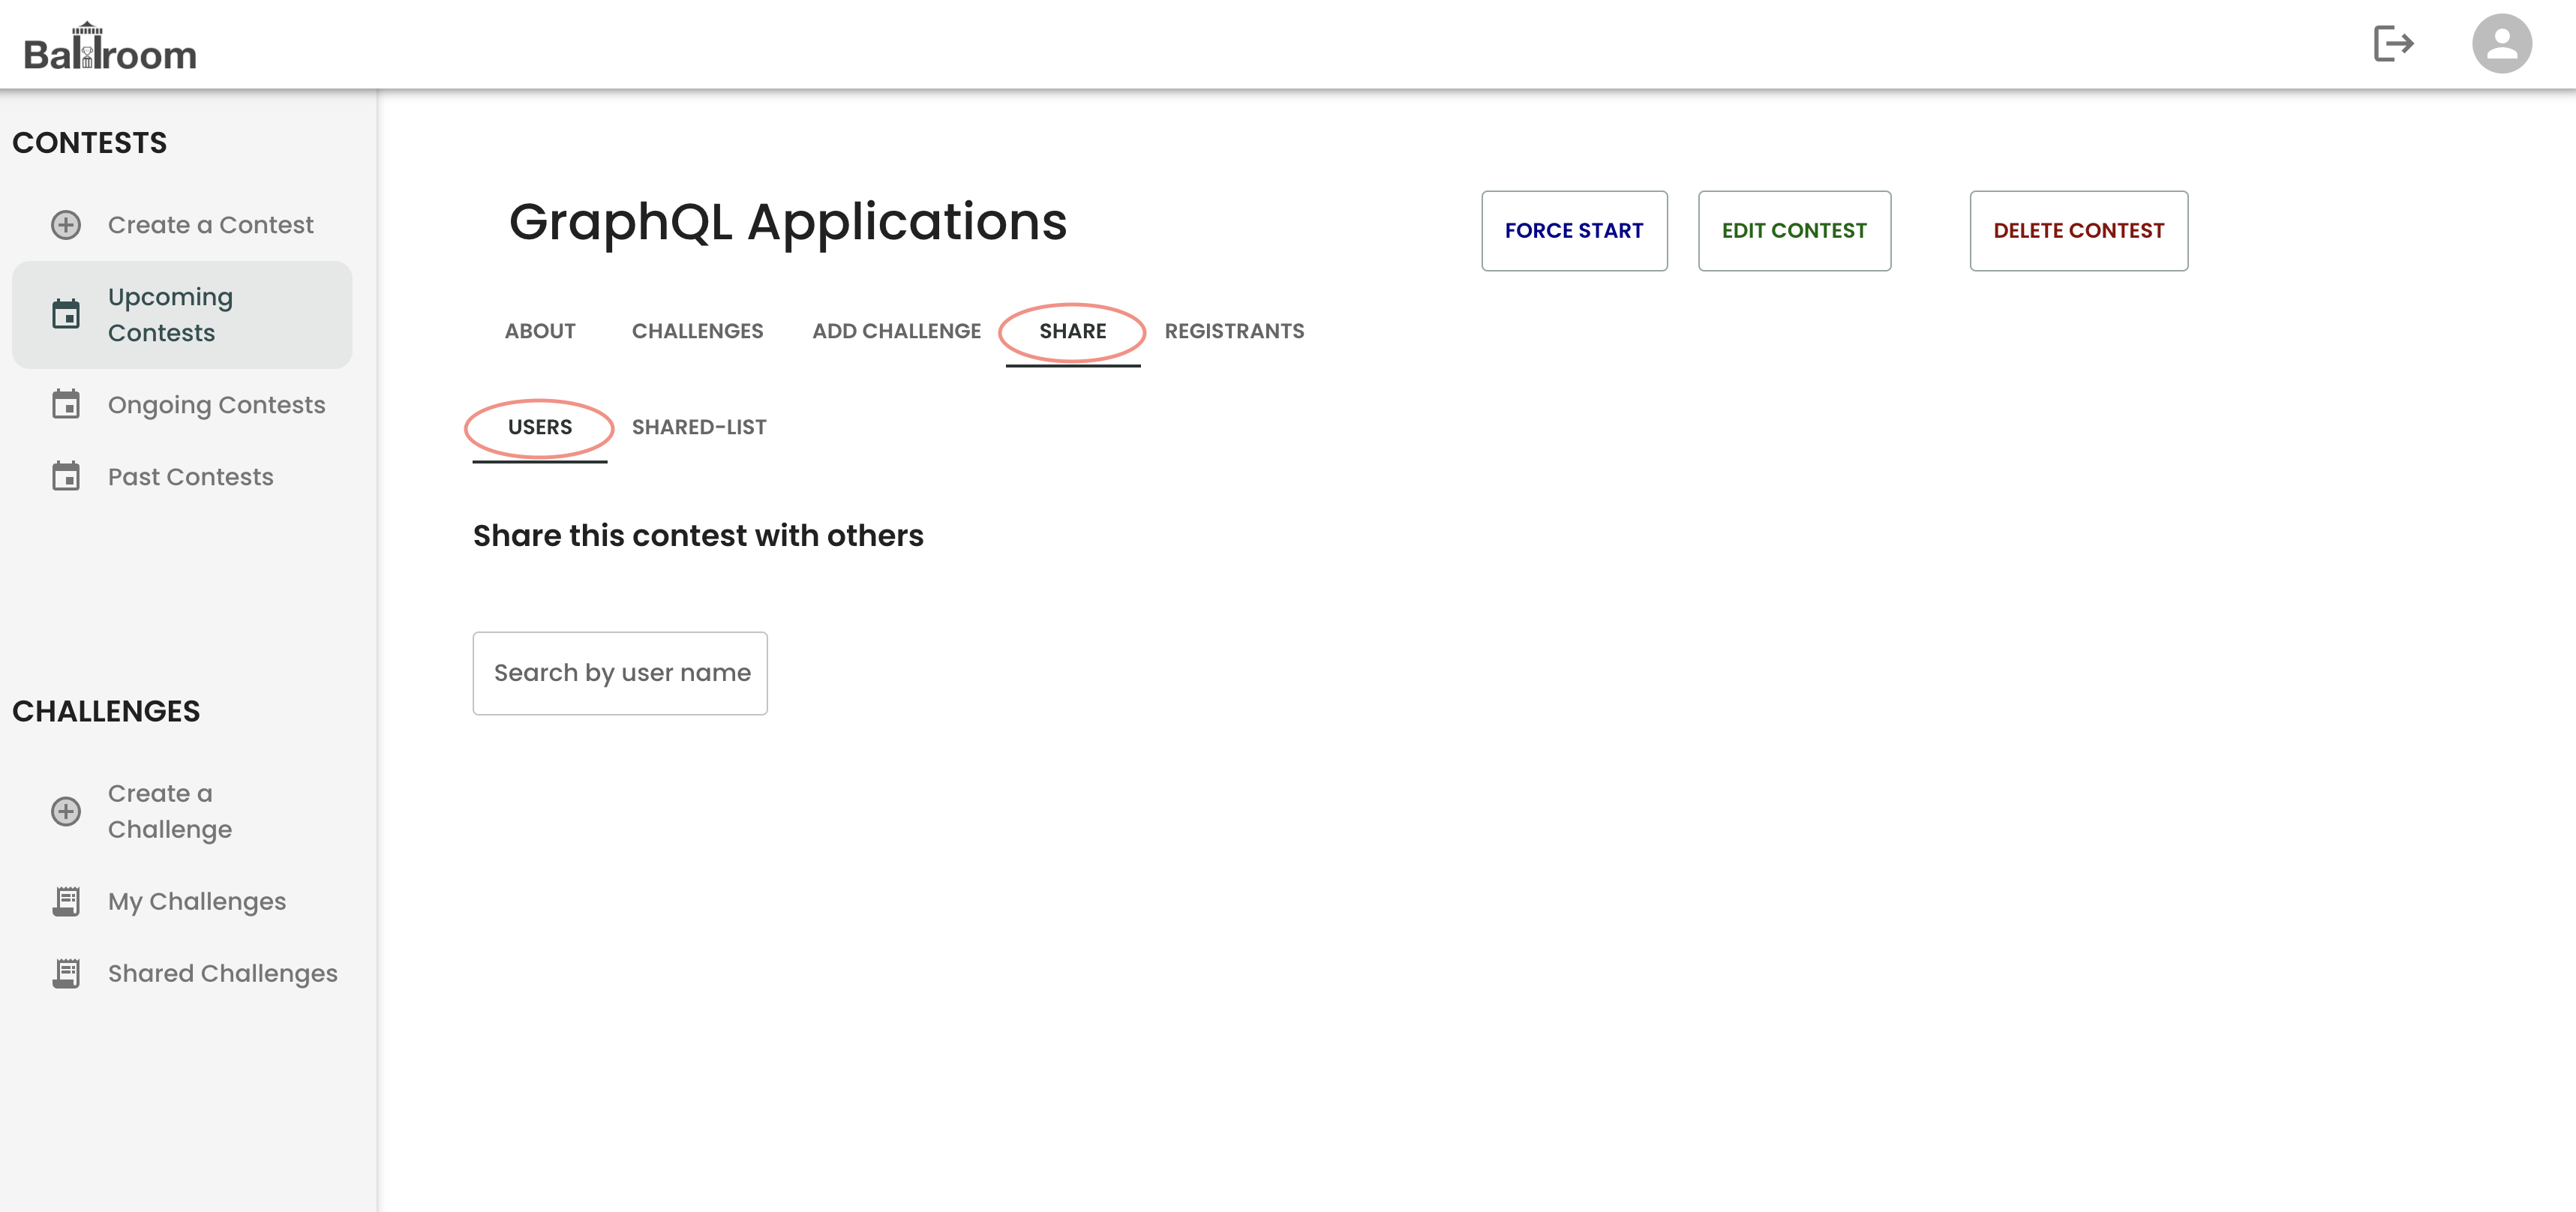 Ballroom
CONTESTS
Create a Contest
Upcoming
Contests
Ongoing Contests
Past Contests
CHALLENGES
Create a
Challenge
My Challenges
Shared Challenges
GraphQL Applications
FORCE START
EDIT CONTEST
DELETE CONTEST
ABOUT
CHALLENGES
ADD CHALLENGE
SHARE
REGISTRANTS
USERS
SHARED-LIST
Share this contest with others
Search by user name